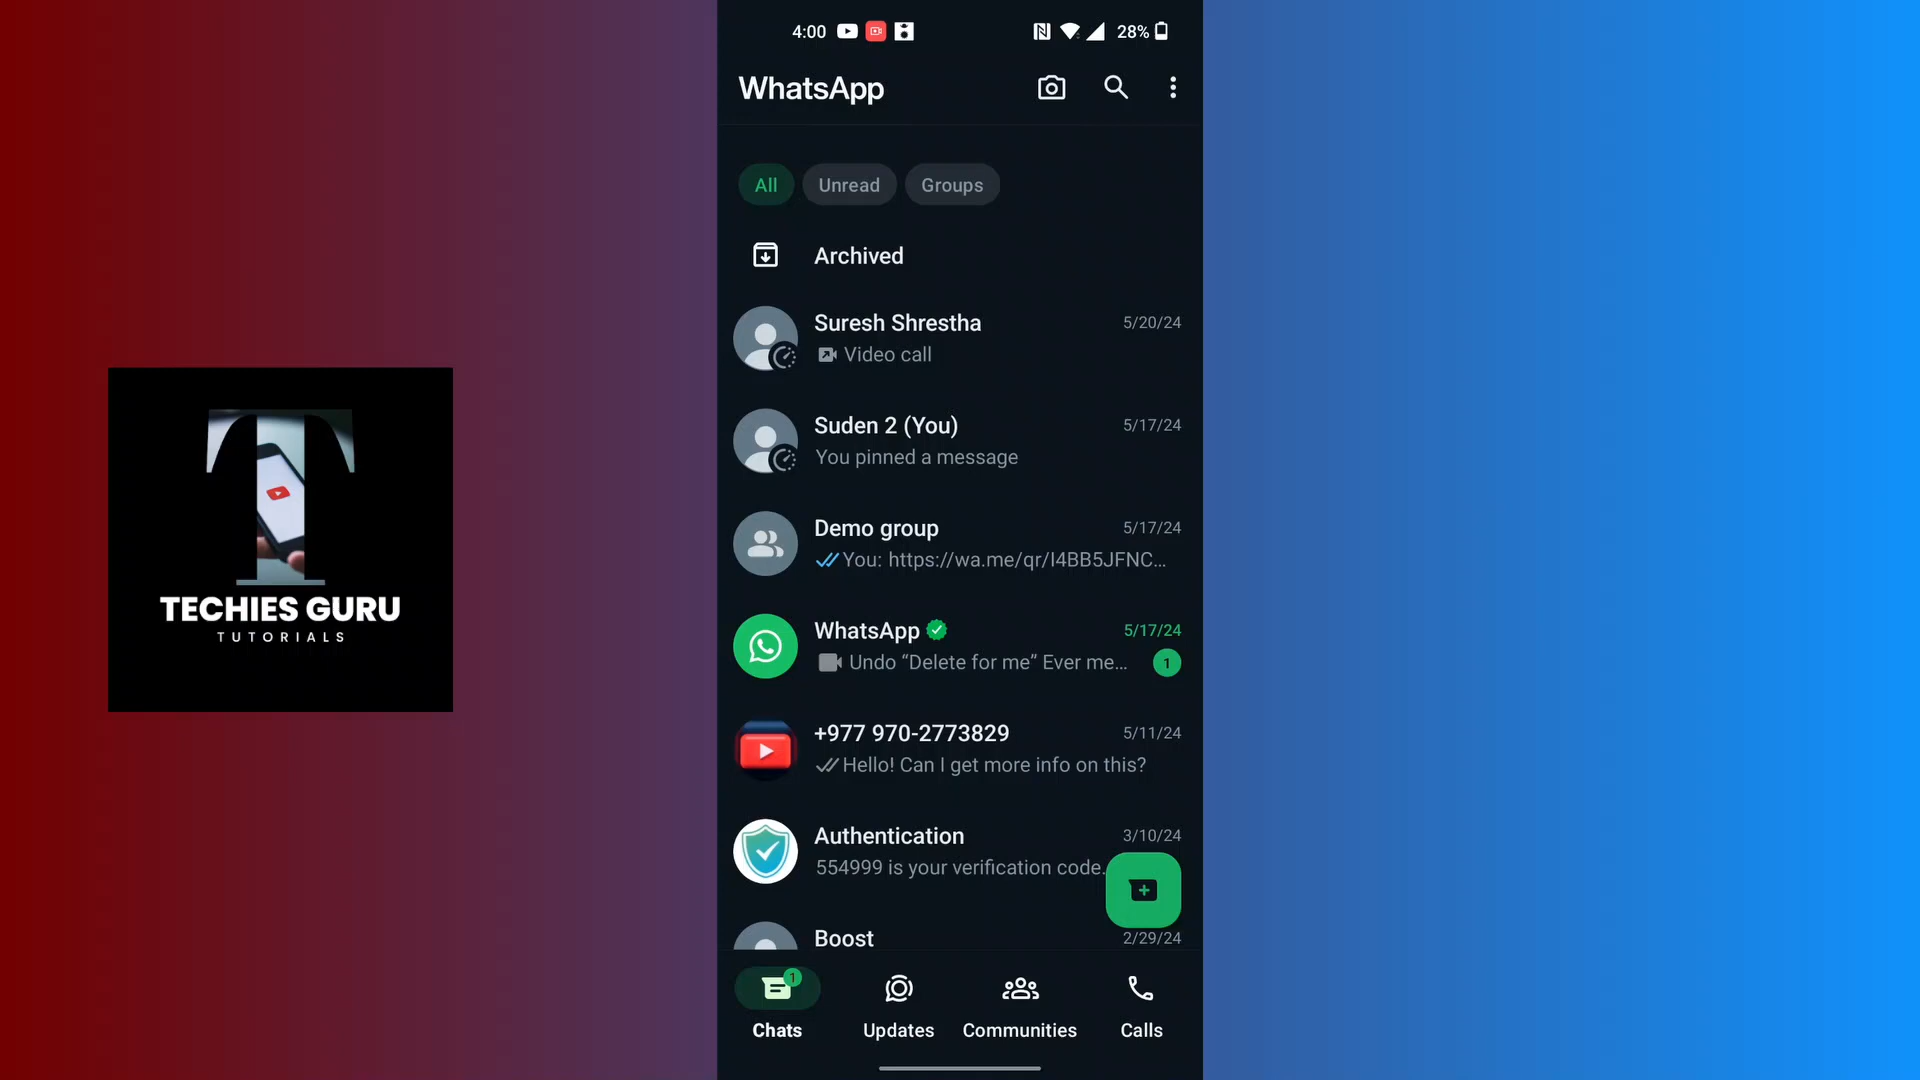 4:00
28%
WhatsApp
All
Unread
Groups
Archived
Suresh Shrestha
5/20/24
Video call
Suden 2 (You)
5/17/24
You pinned a message
Demo group
5/17/24
You: https://wa.me/qr/I4BB5JFNC...
WhatsApp
5/17/24
Undo “Delete for me” Ever me...
1
+977 970-2773829
5/11/24
Hello! Can I get more info on this?
Authentication
3/10/24
554999 is your verification code.
Boost
2/29/24
1
Chats
Updates
Communities
Calls
T
TECHIES GURU
TUTORIALS